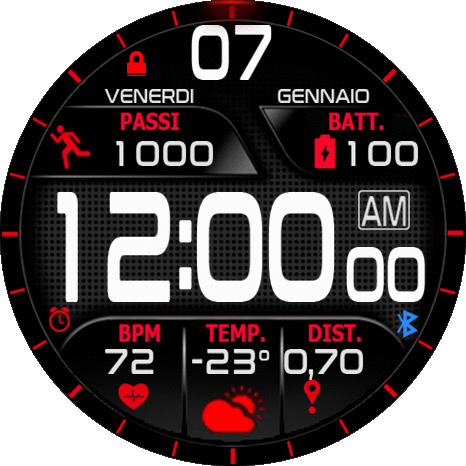 07
VENERDI GENNAIO
PASSI BATT.
1000 100
12:00 AM
00
BPM TEMP. DIST.
72 -23° 0,70